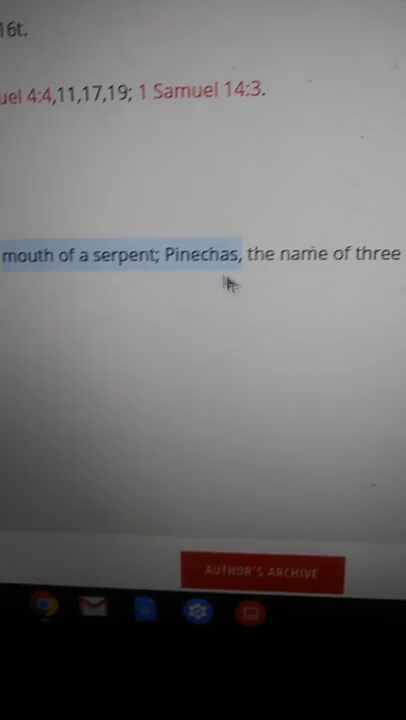 16t.
uel 4:4,11,17,19; 1 Samuel 14:3.
mouth of a serpent; Pinechas, the name of three
AUTHOR'S ARCHIVE